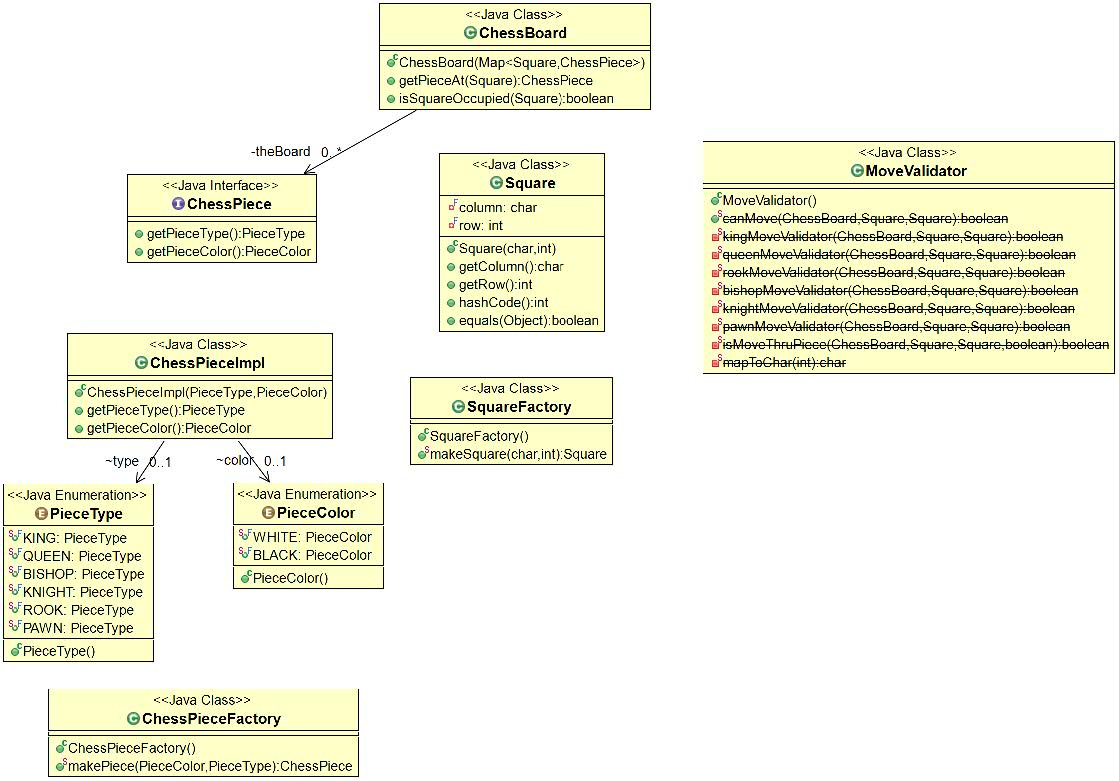 <<Java Class>>
ChessBoard
ChessBoard(Map<Square,ChessPiece>)
getPieceAt(Square):ChessPiece
isSquareOccupied(Square):boolean
-theBoard 0..*
<<Java Interface>>
ChessPiece
getPieceType():PieceType
getPieceColor():PieceColor
<<Java Class>>
Square
column: char
row: int
Square(char,int)
getColumn():char
getRow():int
hashCode():int
equals(Object):boolean
<<Java Class>>
MoveValidator
MoveValidator()
canMove(ChessBoard,Square,Square):boolean
kingMoveValidator(ChessBoard,Square,Square):boolean
queenMoveValidator(ChessBoard,Square,Square):boolean
rookMoveValidator(ChessBoard,Square,Square):boolean
bishopMoveValidator(ChessBoard,Square,Square):boolean
knightMoveValidator(ChessBoard,Square,Square):boolean
pawnMoveValidator(ChessBoard,Square,Square):boolean
isMoveThruPiece(ChessBoard,Square,Square,boolean):boolean
mapToChar(int):char
<<Java Class>>
ChessPieceImpl
ChessPieceImpl(PieceType,PieceColor)
getPieceType():PieceType
getPieceColor():PieceColor
~type 0..1
~color 0..1
<<Java Class>>
SquareFactory
SquareFactory()
makeSquare(char,int):Square
<<Java Enumeration>>
PieceType
KING: PieceType
QUEEN: PieceType
BISHOP: PieceType
KNIGHT: PieceType
ROOK: PieceType
PAWN: PieceType
PieceType()
<<Java Enumeration>>
PieceColor
WHITE: PieceColor
BLACK: PieceColor
PieceColor()
<<Java Class>>
ChessPieceFactory
ChessPieceFactory()
makePiece(PieceColor,PieceType):ChessPiece